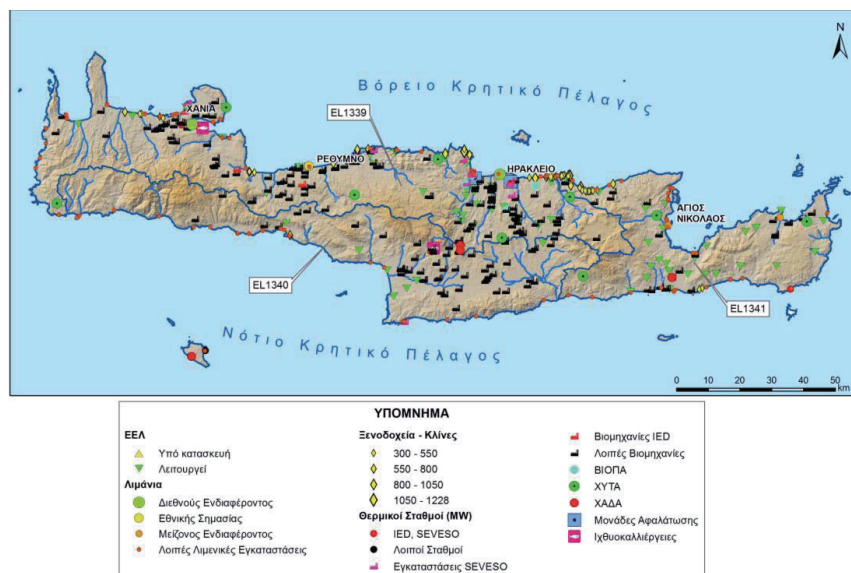 N
Βόρειο Κρητικό Πέλαγος
ΧΑΝΙΑ
EL1339
ΡΕΘΥΜΝΟ
ΗΡΑΚΛΕΙΟ
ΑΓΙΟΣ
ΝΙΚΟΛΑΟΣ
EL1340
EL1341
Νότιο Κρητικό Πέλαγος
0 10 20 30 40 50
km
ΥΠΟΜΝΗΜΑ
ΕΕΛ
Υπό κατασκευή
Λειτουργεί
Λιμάνια
Διεθνούς Ενδιαφέροντος
Εθνικής Σημασίας
Μείζονος Ενδιαφέροντος
Λοιπές Λιμενικές Εγκαταστάσεις
Ξενοδοχεία - Κλίνες
300 - 550
550 - 800
800 - 1050
1050 - 1228
Θερμικοί Σταθμοί (MW)
IED, SEVESO
Λοιποί Σταθμοί
Εγκαταστάσεις SEVESO
Βιομηχανίες IED
Λοιπές Βιομηχανίες
ΒΙΟΠΑ
ΧΥΤΑ
ΧΑΔΑ
Μονάδες Αφαλάτωσης
Ιχθυοκαλλιέργειες